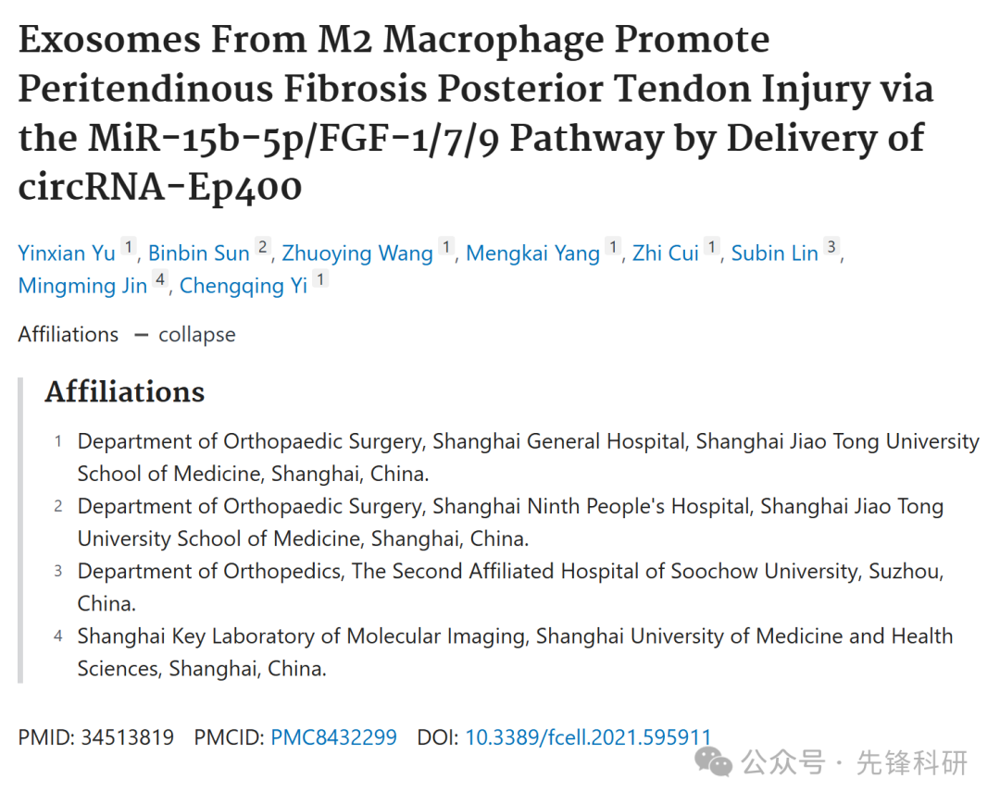 Exosomes From M2 Macrophage Promote
Peritendinous Fibrosis Posterior Tendon Injury via
the MiR-15b-5p/FGF-1/7/9 Pathway by Delivery of
circRNA-Ep400
Yinxian Yu 1, Binbin Sun 2, Zhuoying Wang 1, Mengkai Yang 1, Zhi Cui 1, Subin Lin 3,
Mingming Jin 4, Chengqing Yi 1
Affiliations — collapse
Affiliations
1 Department of Orthopaedic Surgery, Shanghai General Hospital, Shanghai Jiao Tong University
School of Medicine, Shanghai, China.
2 Department of Orthopaedic Surgery, Shanghai Ninth People's Hospital, Shanghai Jiao Tong
University School of Medicine, Shanghai, China.
3 Department of Orthopedics, The Second Affiliated Hospital of Soochow University, Suzhou,
China.
4 Shanghai Key Laboratory of Molecular Imaging, Shanghai University of Medicine and Health
Sciences, Shanghai, China.
PMID: 34513819 PMCID: PMC8432299 DOI: 10.3389/fcell.2021.595911
公众号 · 先锋科研